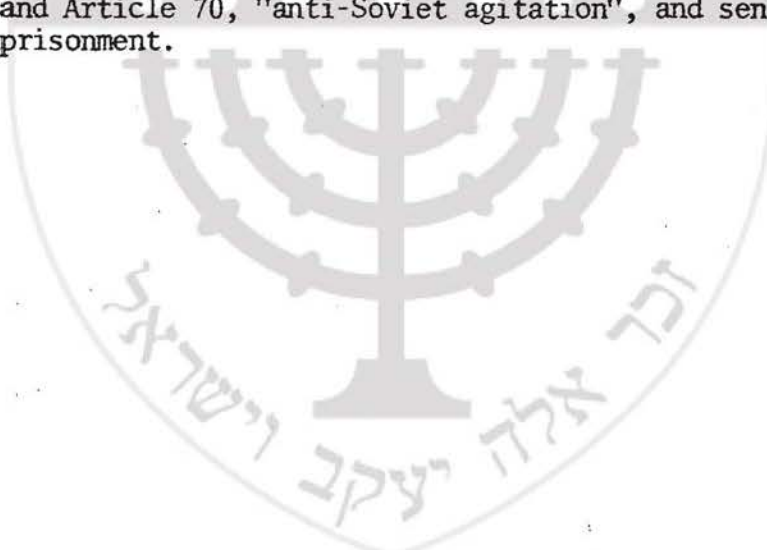 and Article 70, "anti-Soviet agitation", and sen
prisonment.
זכר אלה יעקב וישראל